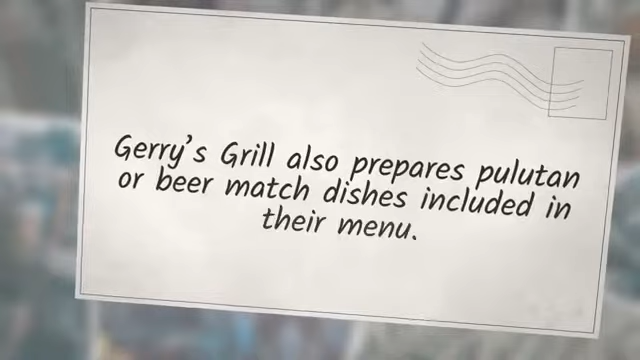 Gerry's Grill also prepares pulutan
or beer match dishes included in
their menu.